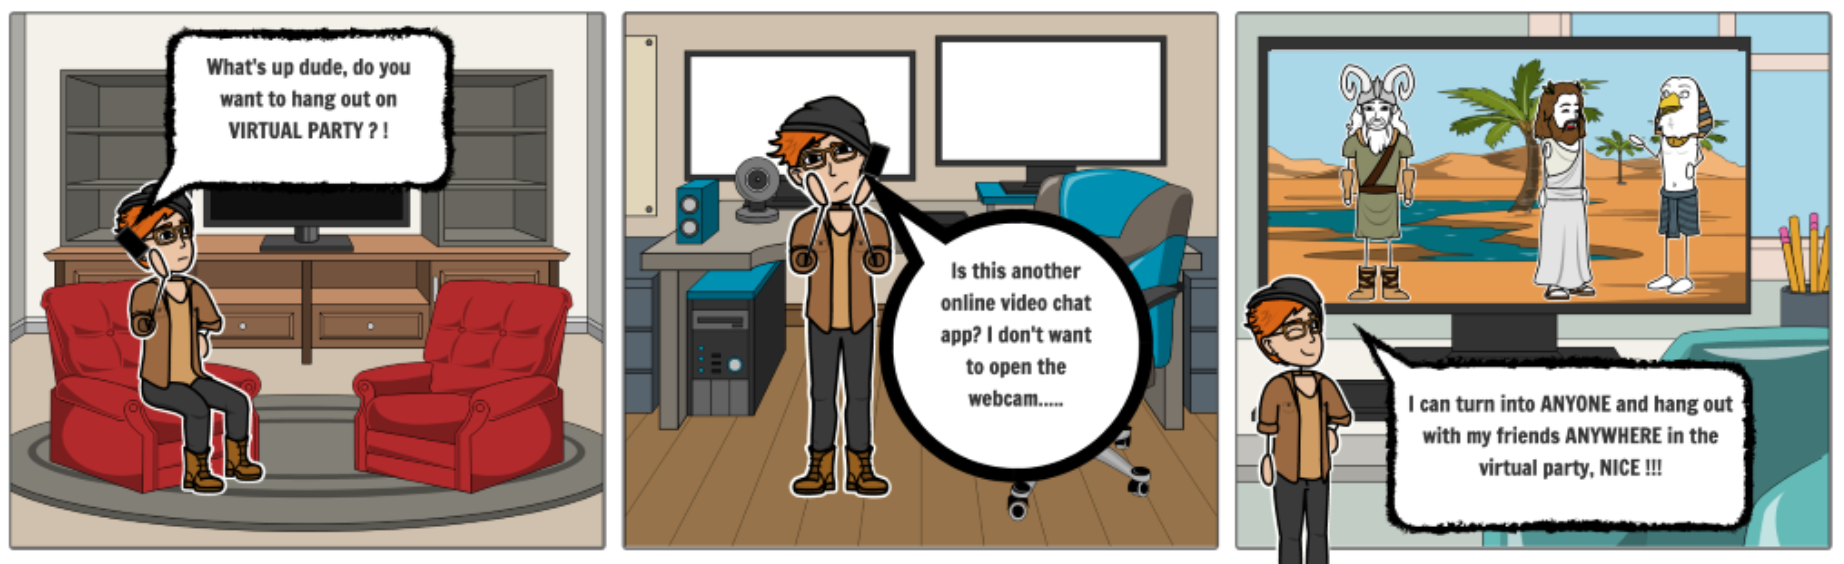 What's up dude, do you
want to hang out on
VIRTUAL PARTY ? !
Is this another
online video chat
app? I don't want
to open the
webcam.....
I can turn into ANYONE and hang out
with my friends ANYWHERE in the
virtual party, NICE !!!